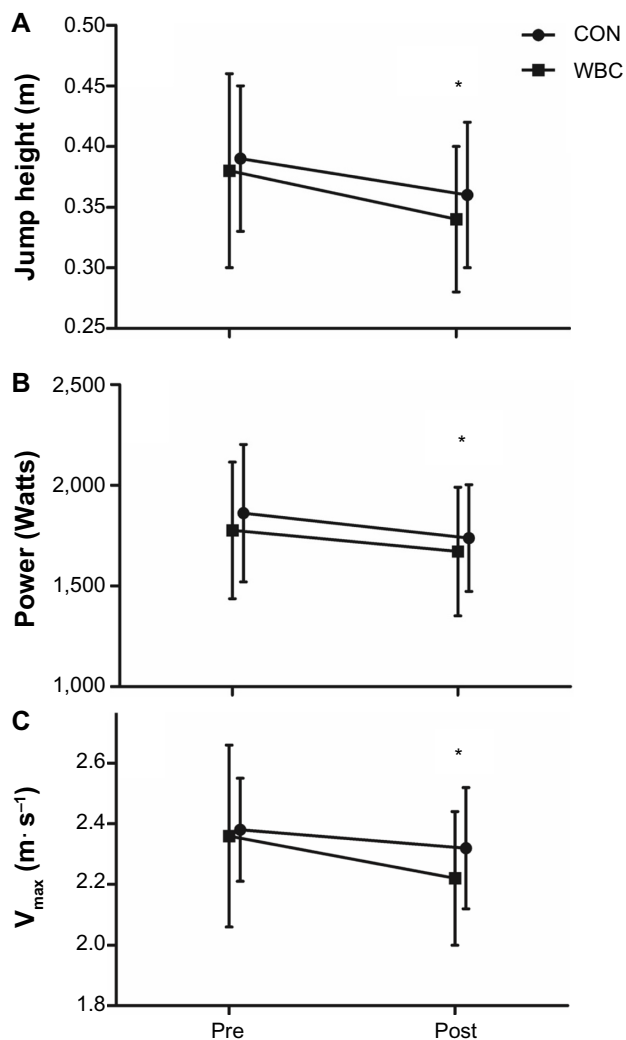 A
Jump height (m)
0.50
0.45
0.40
0.35
0.30
0.25
*
CON
WBC
B
Power (Watts)
2,500
2,000
1,500
1,000
*
C
Vmax (m· s⁻¹)
2.6
2.4
2.2
2.0
1.8
*
Pre Post